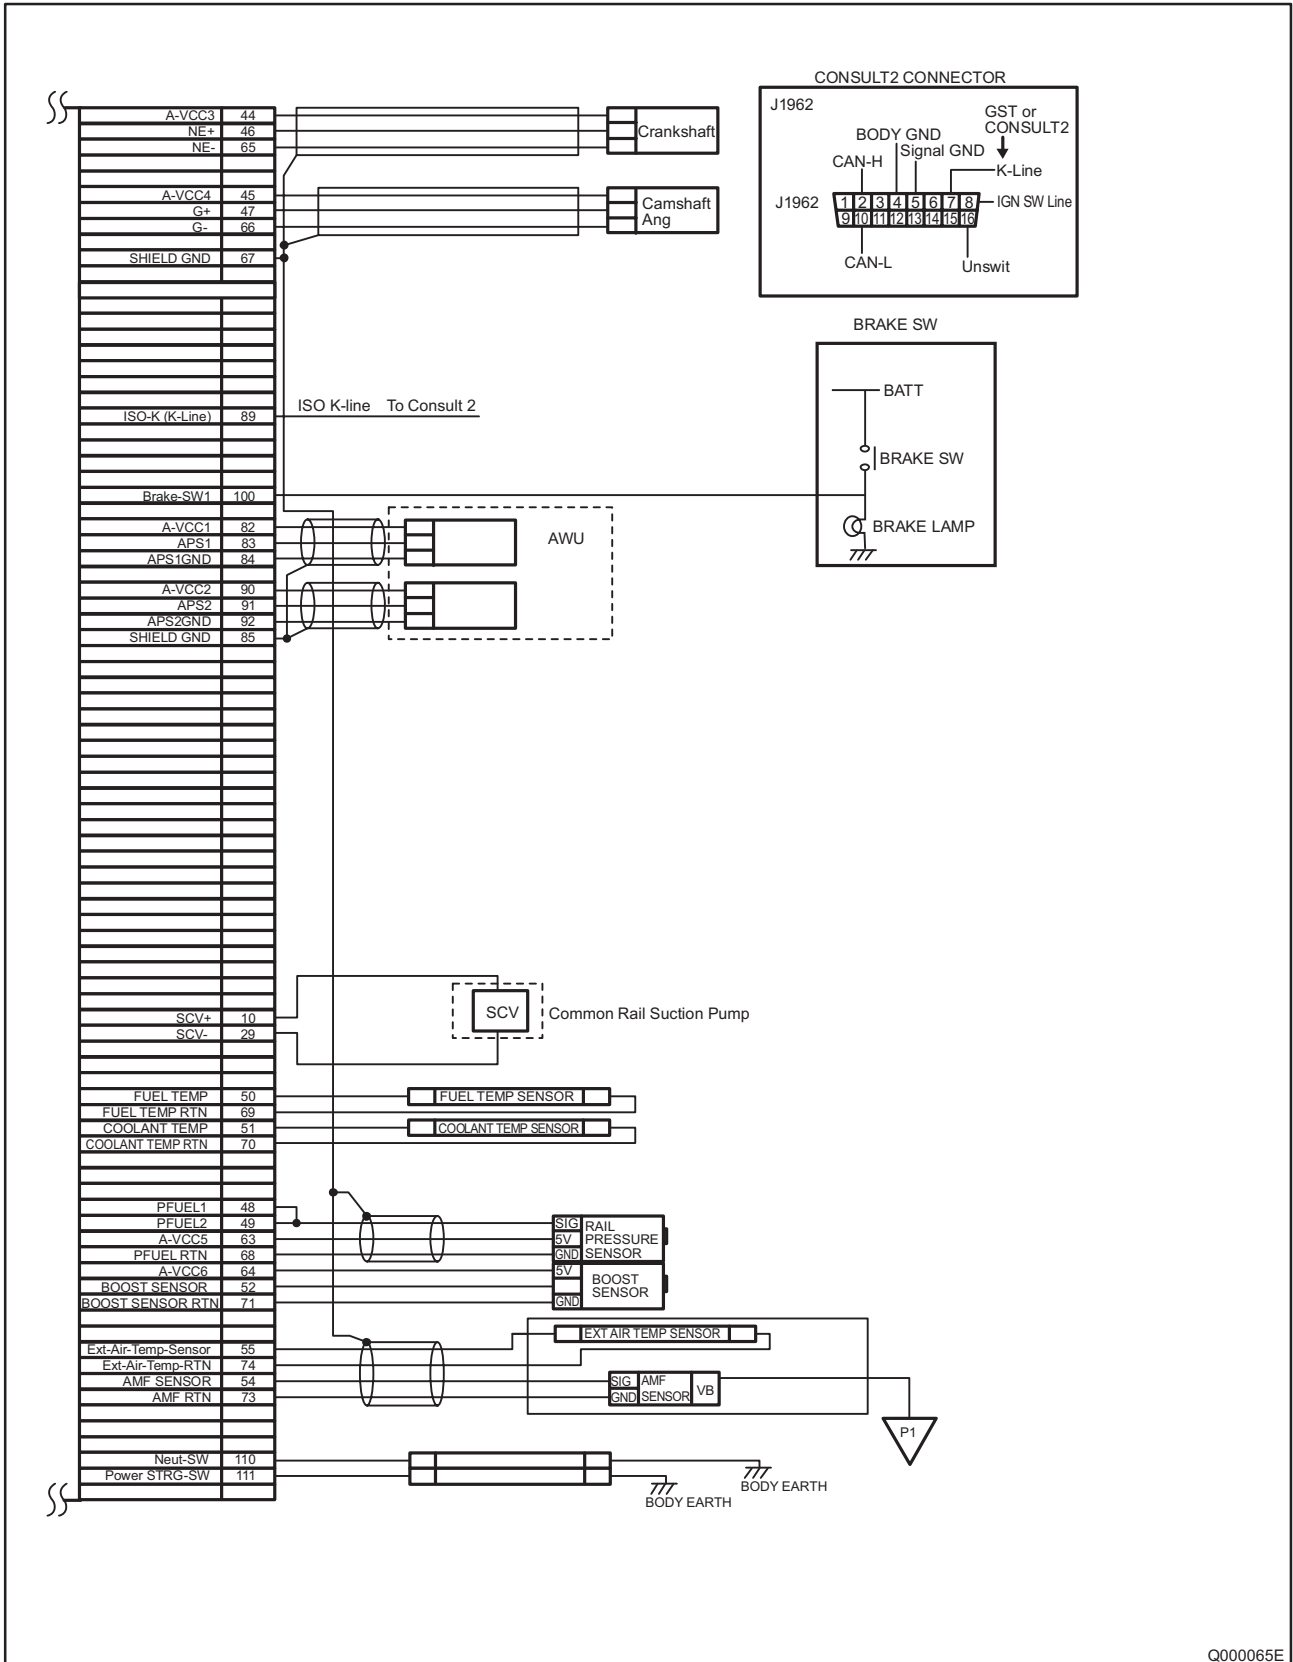 CONSULT2 CONNECTOR
J1962
GST or
CONSULT2
BODY GND
Signal GND
CAN-H
K-Line
J1962
1 2 3 4 5 6 7 8
IGN SW Line
9 10 11 12 13 14 15 16
CAN-L
Unswit
A-VCC3 44
NE+ 46
NE- 65
Crankshaft
A-VCC4 45
G+ 47
G- 66
Camshaft
Ang
SHIELD GND 67
BRAKE SW
BATT
BRAKE SW
BRAKE LAMP
ISO-K (K-Line) 89
ISO K-line To Consult 2
Brake-SW1 100
A-VCC1 82
APS1 83
APS1GND 84
AWU
A-VCC2 90
APS2 91
APS2GND 92
SHIELD GND 85
SCV+ 10
SCV- 29
SCV
Common Rail Suction Pump
FUEL TEMP 50
FUEL TEMP SENSOR
FUEL TEMP RTN 69
COOLANT TEMP 51
COOLANT TEMP SENSOR
COOLANT TEMP RTN 70
PFUEL1 48
PFUEL2 49
A-VCC5 63
PFUEL RTN 68
SIG
5V
GND
RAIL
PRESSURE
SENSOR
A-VCC6 64
BOOST SENSOR 52
BOOST SENSOR RTN 71
5V
GND
BOOST
SENSOR
Ext-Air-Temp-Sensor 55
EXT AIR TEMP SENSOR
Ext-Air-Temp-RTN 74
AMF SENSOR 54
AMF RTN 73
SIG
GND
AMF
SENSOR
VB
P1
Neut-SW 110
Power STRG-SW 111
BODY EARTH
BODY EARTH
Q000065E